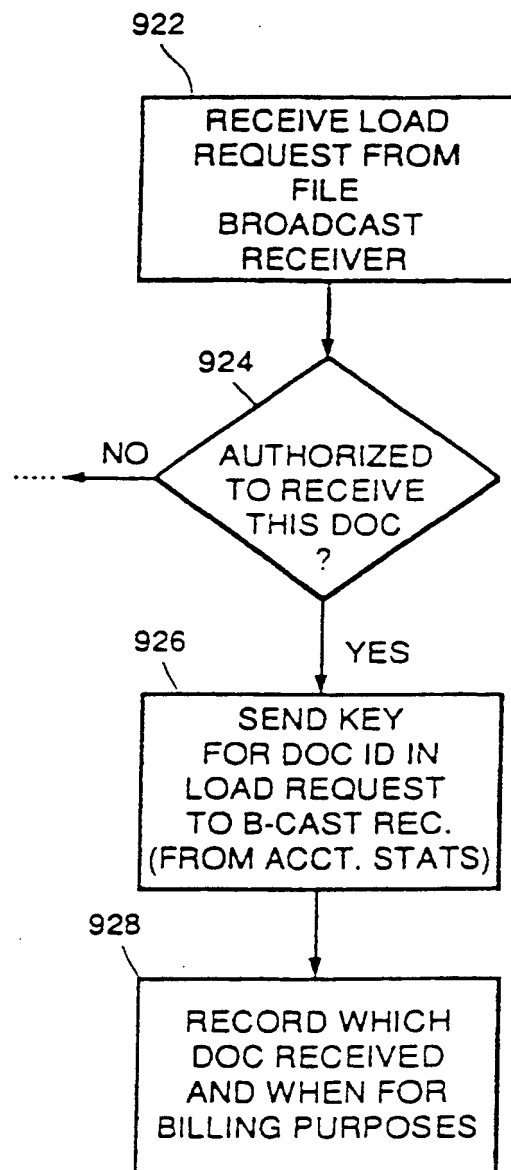 922
RECEIVE LOAD
REQUEST FROM
FILE
BROADCAST
RECEIVER
924
NO
AUTHORIZED
TO RECEIVE
THIS DOC
?
YES
926
SEND KEY
FOR DOC ID IN
LOAD REQUEST
TO B-CAST REC.
(FROM ACCT. STATS)
928
RECORD WHICH
DOC RECEIVED
AND WHEN FOR
BILLING PURPOSES